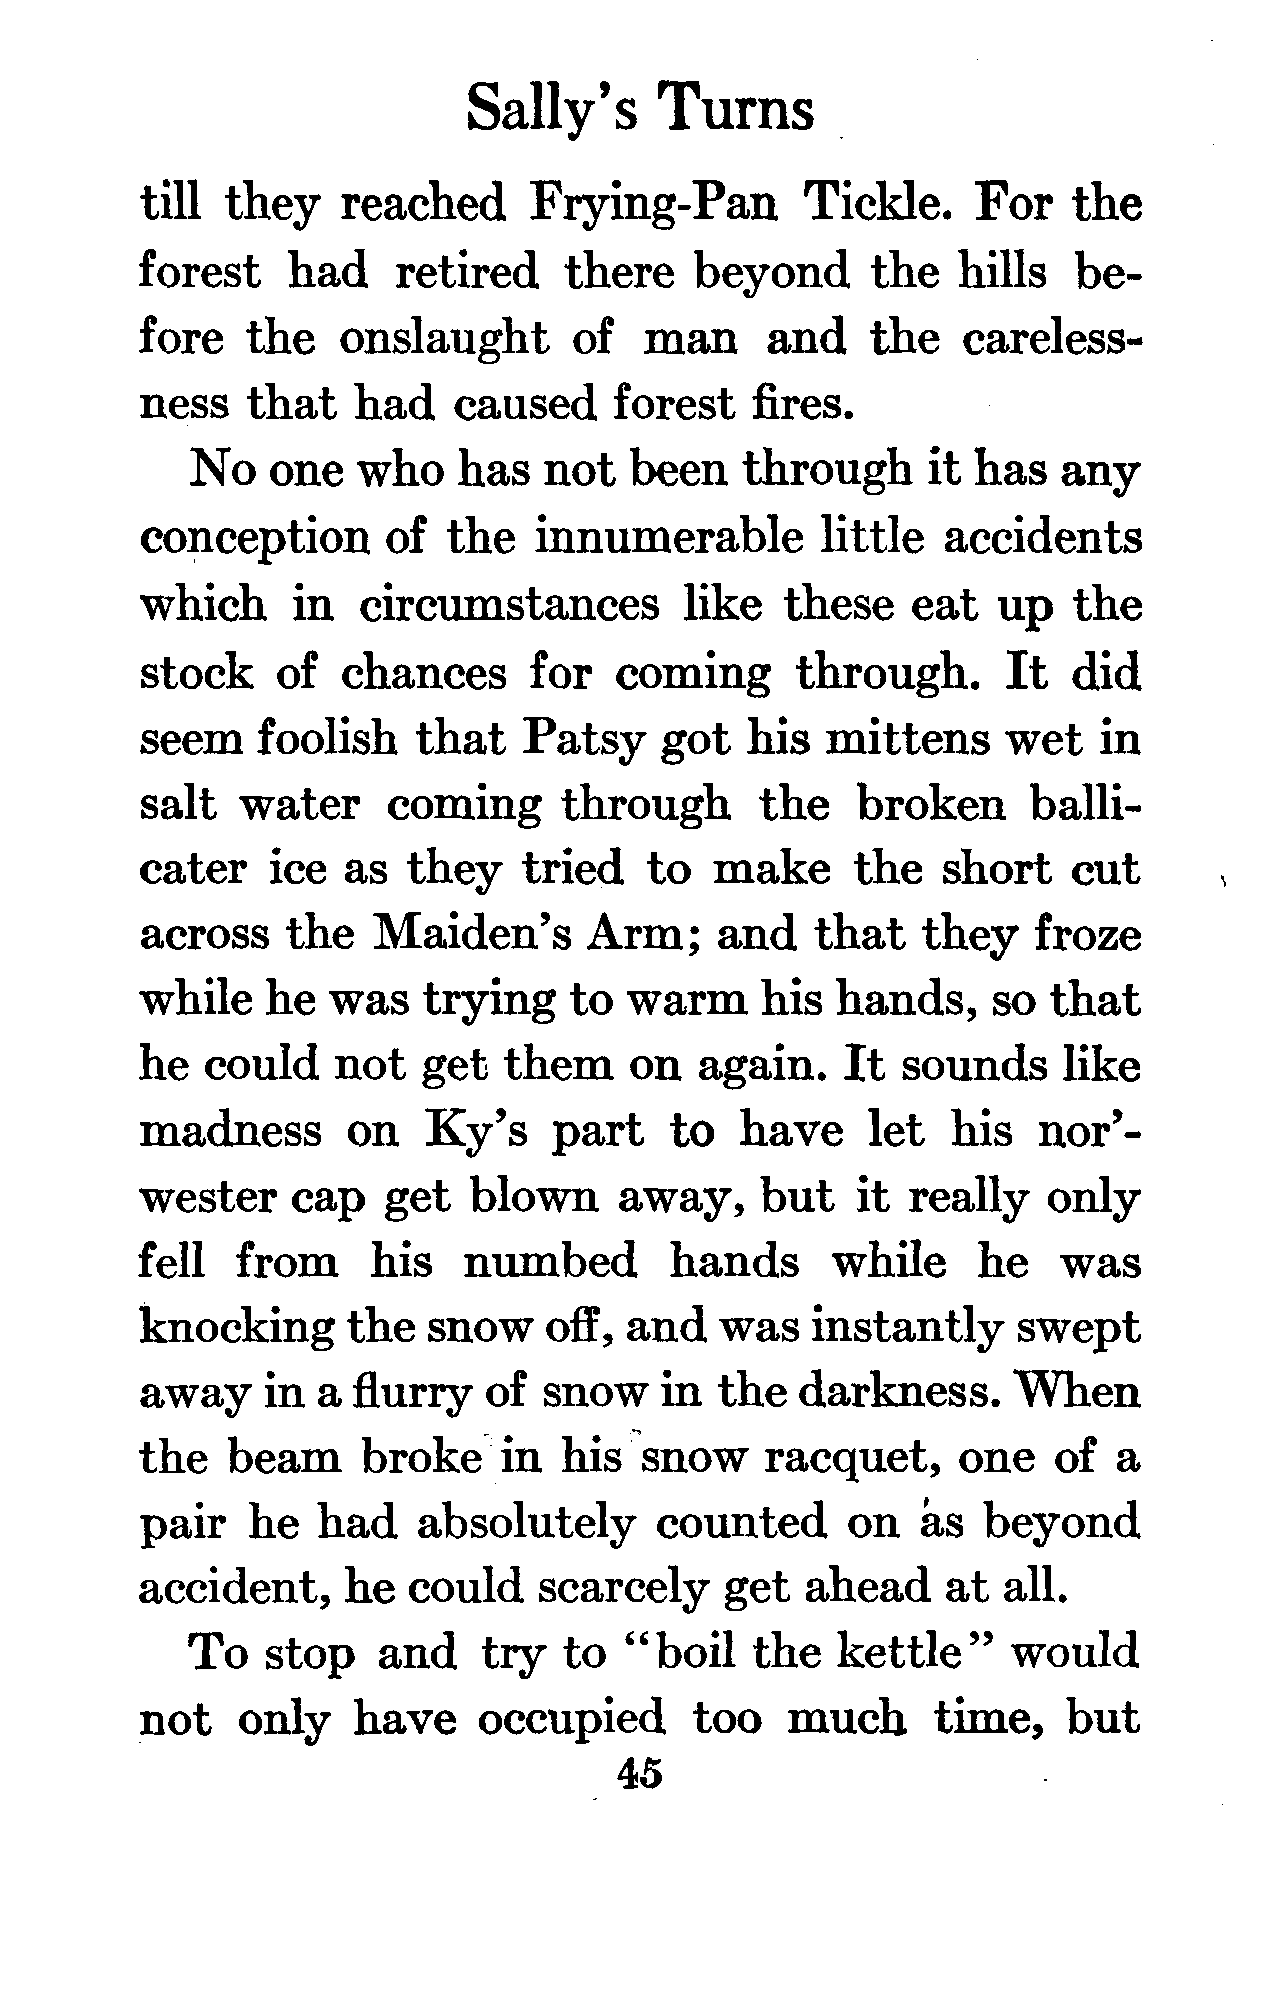 Sally's Turns
till they reached Frying-Pan Tickle. For the
forest had retired there beyond the hills be-
fore the onslaught of man and the careless-
ness that had caused forest fires.
No one who has not been through it has any
conception of the innumerable little accidents
which in circumstances like these eat up the
stock of chances for coming through. It did
seem foolish that Patsy got his mittens wet in
salt water coming through the broken balli-
cater ice as they tried to make the short cut
across the Maiden's Arm; and that they froze
while he was trying to warm his hands, so that
he could not get them on again. It sounds like
madness on Ky's part to have let his nor'-
wester cap get blown away, but it really only
fell from his numbed hands while he was
knocking the snow off, and was instantly swept
away in a flurry of snow in the darkness. When
the beam broke in his snow racquet, one of a
pair he had absolutely counted on as beyond
accident, he could scarcely get ahead at all.
To stop and try to "boil the kettle" would
not only have occupied too much time, but
45